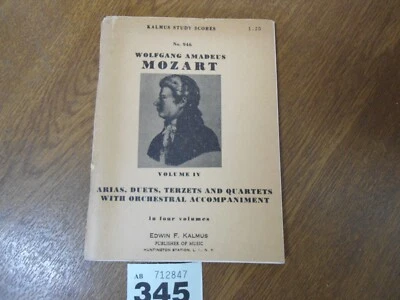 KALMUS STUDY SCORES
1.25
No. 946
WOLFGANG AMADEUS
MOZART
VOLUME IV
ARIAS, DUETS, TERZETS AND QUARTETS
WITH ORCHESTRAL ACCOMPANIMENT
in four volumes
EDWIN F. KALMUS
PUBLISHER OF MUSIC
HUNTINGTON STATION, L. I., N. Y.
AB 712847
345